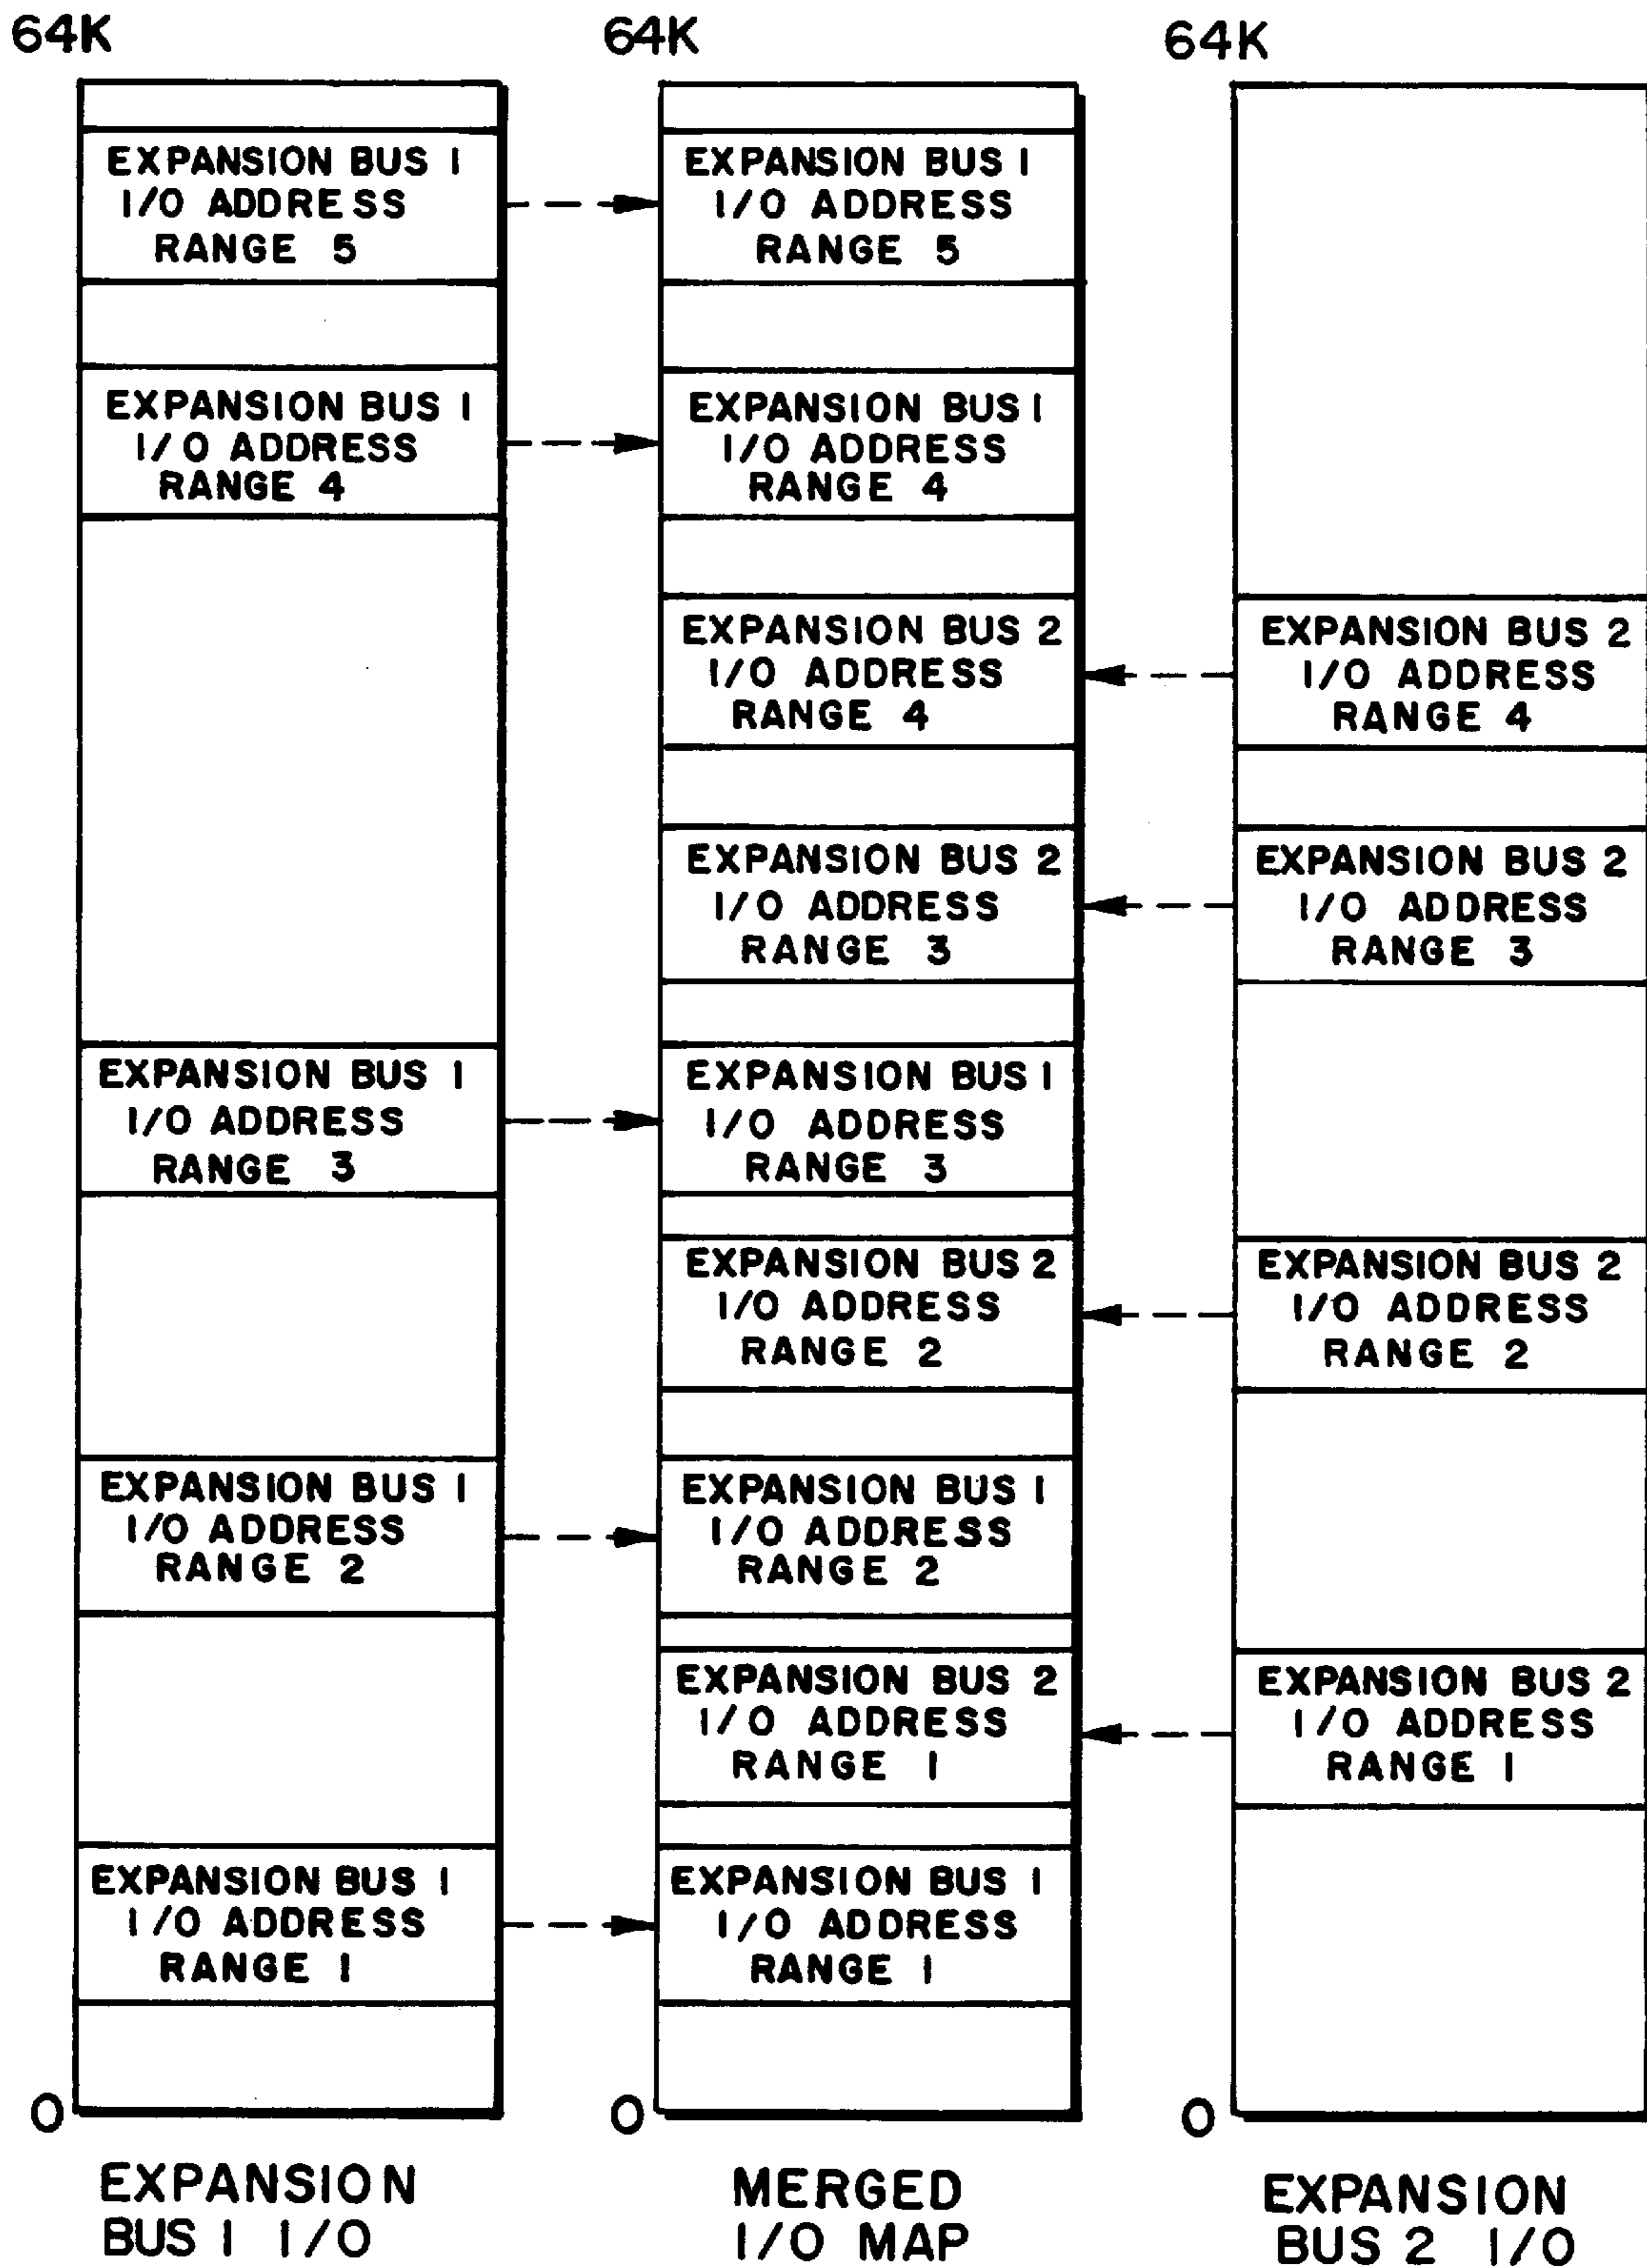 64K
EXPANSION BUS 1
I/O ADDRESS
RANGE 5
EXPANSION BUS 1
I/O ADDRESS
RANGE 4
EXPANSION BUS 1
I/O ADDRESS
RANGE 3
EXPANSION BUS 1
I/O ADDRESS
RANGE 2
EXPANSION BUS 1
I/O ADDRESS
RANGE 1
0
EXPANSION
BUS 1 I/O
64K
EXPANSION BUS 1
I/O ADDRESS
RANGE 5
EXPANSION BUS 1
I/O ADDRESS
RANGE 4
EXPANSION BUS 2
I/O ADDRESS
RANGE 4
EXPANSION BUS 2
I/O ADDRESS
RANGE 3
EXPANSION BUS 1
I/O ADDRESS
RANGE 3
EXPANSION BUS 2
I/O ADDRESS
RANGE 2
EXPANSION BUS 1
I/O ADDRESS
RANGE 2
EXPANSION BUS 2
I/O ADDRESS
RANGE 1
EXPANSION BUS 1
I/O ADDRESS
RANGE 1
0
MERGED
I/O MAP
64K
EXPANSION BUS 2
I/O ADDRESS
RANGE 4
EXPANSION BUS 2
I/O ADDRESS
RANGE 3
EXPANSION BUS 2
I/O ADDRESS
RANGE 2
EXPANSION BUS 2
I/O ADDRESS
RANGE 1
0
EXPANSION
BUS 2 I/O